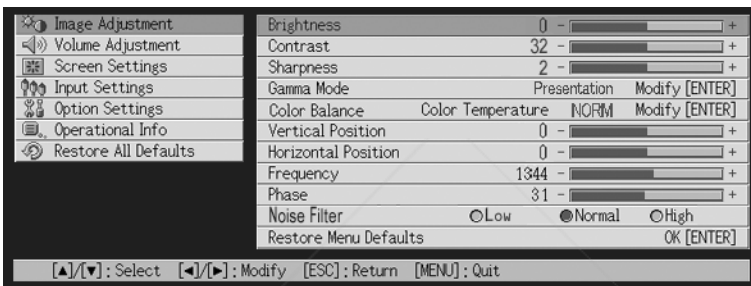 Image Adjustment
Volume Adjustment
Screen Settings
Input Settings
Option Settings
Operational Info
Restore All Defaults
Brightness 0 - +
Contrast 32 - +
Sharpness 2 - +
Gamma Mode Presentation Modify [ENTER]
Color Balance Color Temperature NORM Modify [ENTER]
Vertical Position 0 - +
Horizontal Position 0 - +
Frequency 1344 - +
Phase 31 - +
Noise Filter Low Normal High
Restore Menu Defaults OK [ENTER]
[▲]/[▼] : Select [◄]/[►] : Modify [ESC] : Return [MENU] : Quit